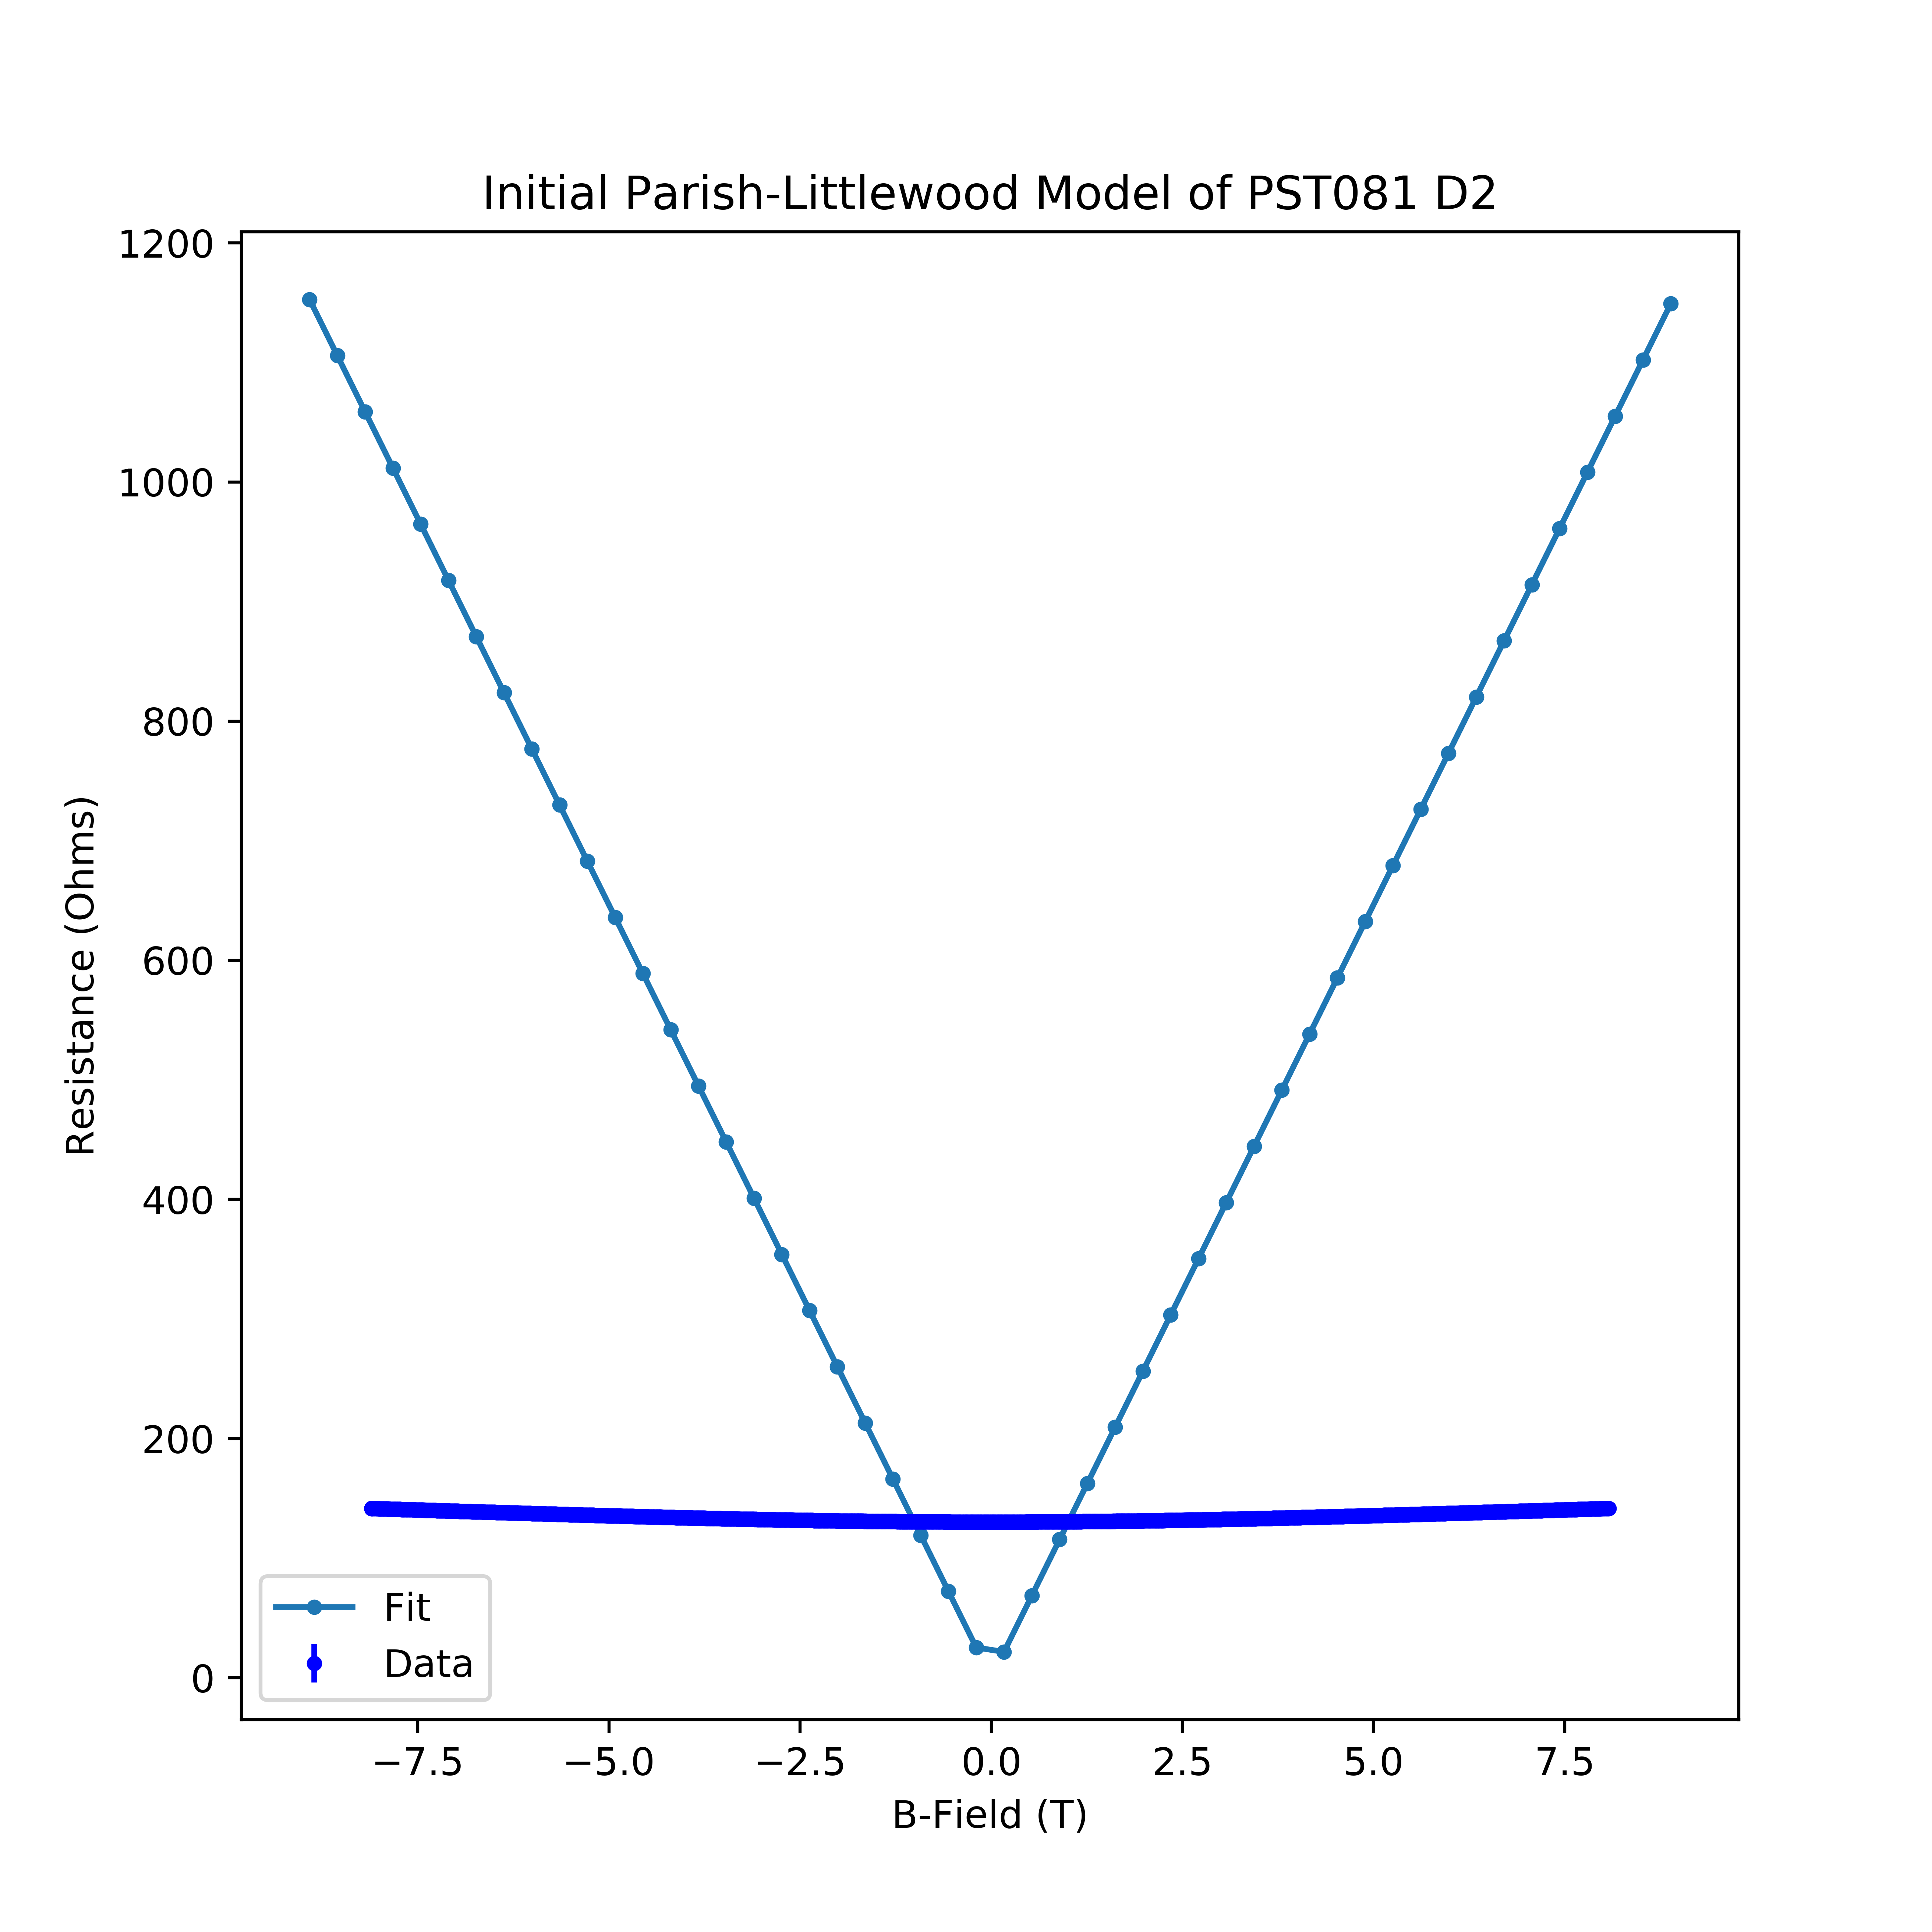 Initial Parish-Littlewood Model of PST081 D2
1200
1000
800
600
400
200
0
Resistance (Ohms)
Fit
Data
−7.5 −5.0 −2.5 0.0 2.5 5.0 7.5
B-Field (T)